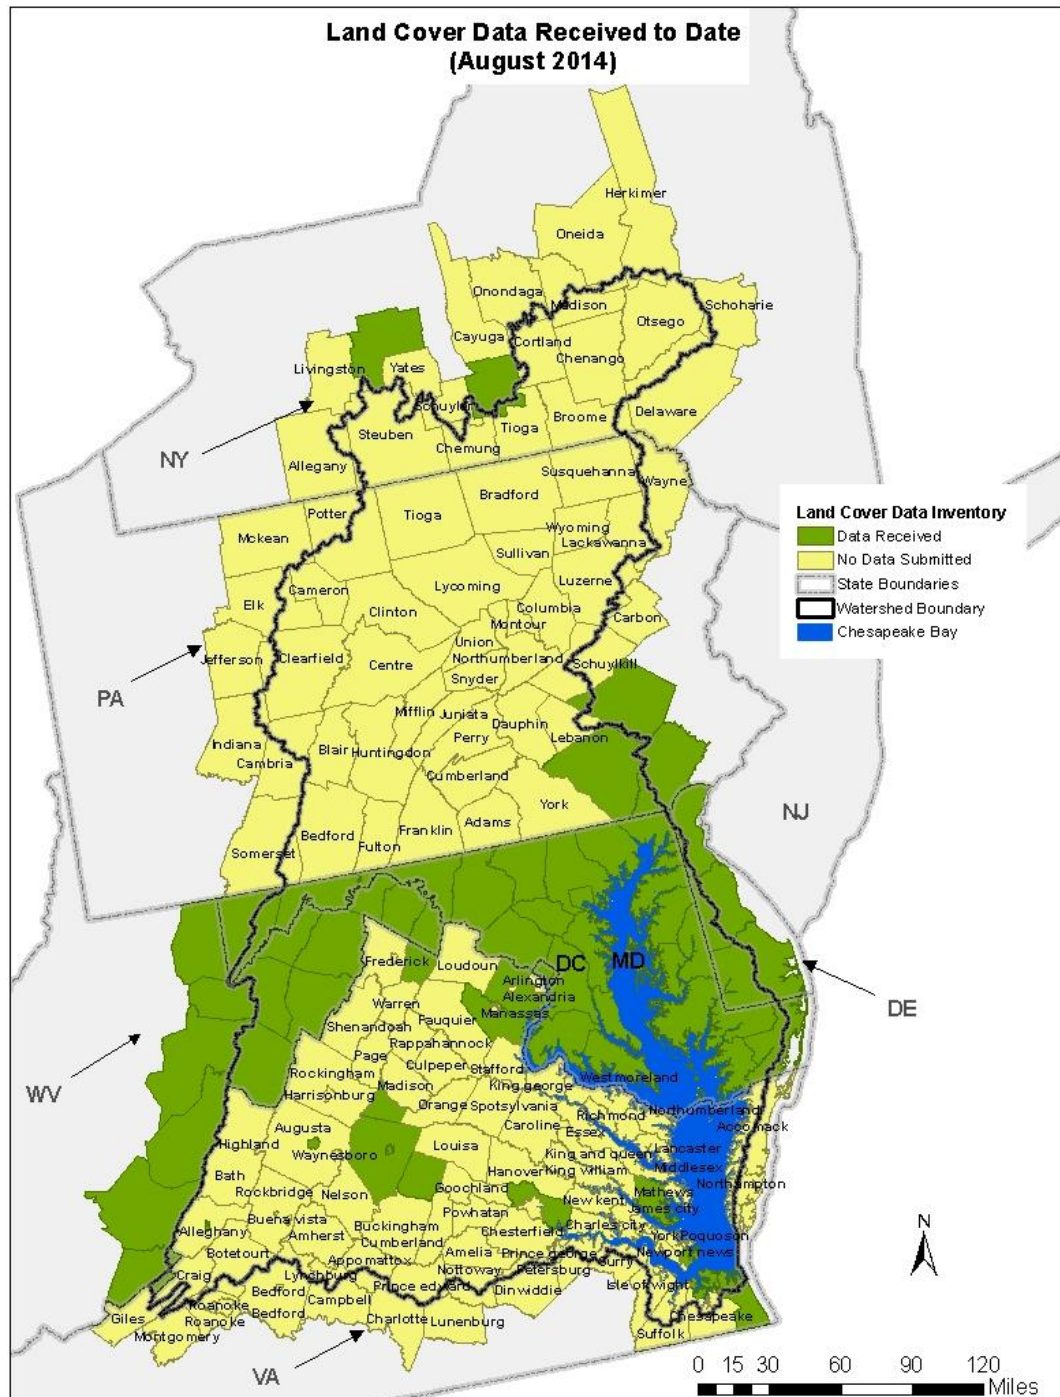 Land Cover Data Received to Date
(August 2014)
Herkimer
Oneida
Onondaga
Madison
Schoharie
Otsego
Cayuga
Cortland
Chenango
Livingston
Yates
Schuyler
Delaware
Broome
Tioga
Steuben
Chemung
NY
Allegany
Susquehanna
Wayne
Bradford
Potter
Tioga
Wyoming
Mckean
Lackawanna
Sullivan
Luzerne
Lycoming
Cameron
Elk
Columbia
Clinton
Carbon
Montour
Union
Jefferson
Clearfield
Centre
Northumberland
Schuylkill
Snyder
PA
Mifflin
Juniata
Dauphin
Perry
Lebanon
Indiana
Blair
Huntingdon
Cambria
Cumberland
York
Adams
Franklin
Bedford
Fulton
Somerset
NJ
Land Cover Data Inventory
Data Received
No Data Submitted
State Boundaries
Watershed Boundary
Chesapeake Bay
DC
MD
DE
WV
Frederick
Loudoun
Arlington
Alexandria
Warren
Manassas
Fauquier
Shenandoah
Rappahannock
Page
Culpeper
Stafford
Rockingham
Westmoreland
Madison
King george
Harrisonburg
Orange
Spotsylvania
Richmond
Northumberland
Caroline
Accomack
Augusta
Essex
Highland
Louisa
Waynesboro
King and queen
Lancaster
Middlesex
Bath
Hanover
King william
Northampton
Goochland
Rockbridge
Nelson
New kent
Mathews
Powhatan
James city
Buena vista
Buckingham
Charles city
Alleghany
Amherst
Chesterfield
York
Poquoson
Cumberland
Amelia
Prince george
Newport news
Botetourt
Appomattox
Surry
Nottoway
Petersburg
Craig
Lynchburg
Prince edward
Isle of wight
Bedford
Dinwiddie
Campbell
Roanoke
Giles
Bedford
Charlotte
Lunenburg
Chesapeake
Roanoke
Montgomery
Suffolk
VA
N
0 15 30 60 90 120
Miles